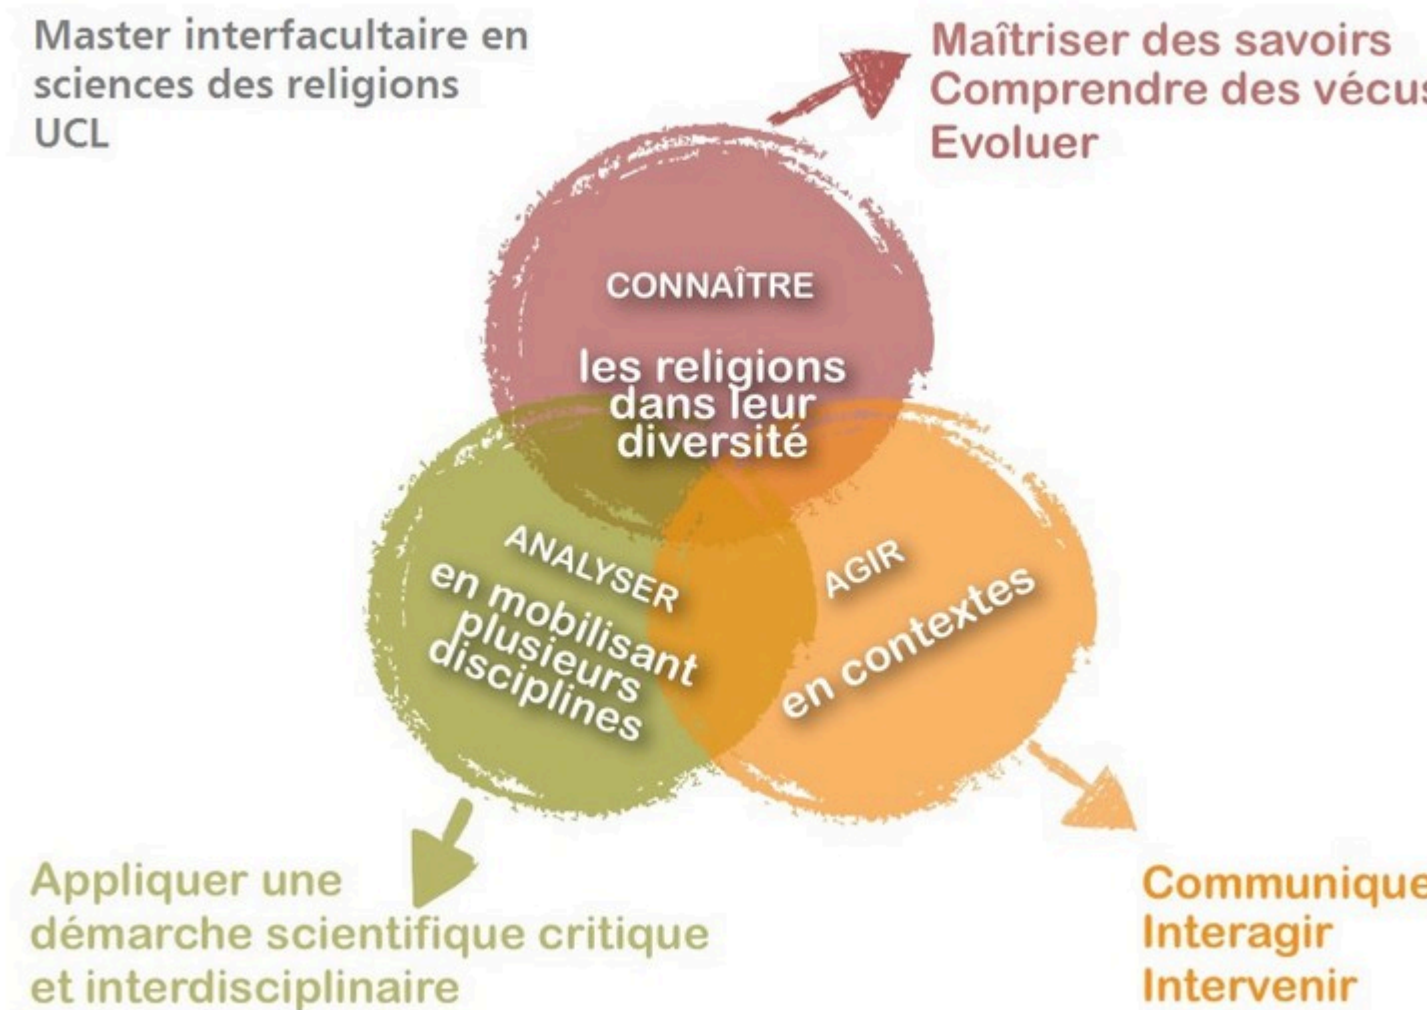 Master interfacultaire en
sciences des religions
UCL
Maîtriser des savoirs
Comprendre des vécus
Evoluer
CONNAÎTRE
les religions
dans leur
diversité
ANALYSER
en mobilisant
plusieurs
disciplines
AGIR
en contextes
Appliquer une
démarche scientifique critique
et interdisciplinaire
Communique
Interagir
Intervenir